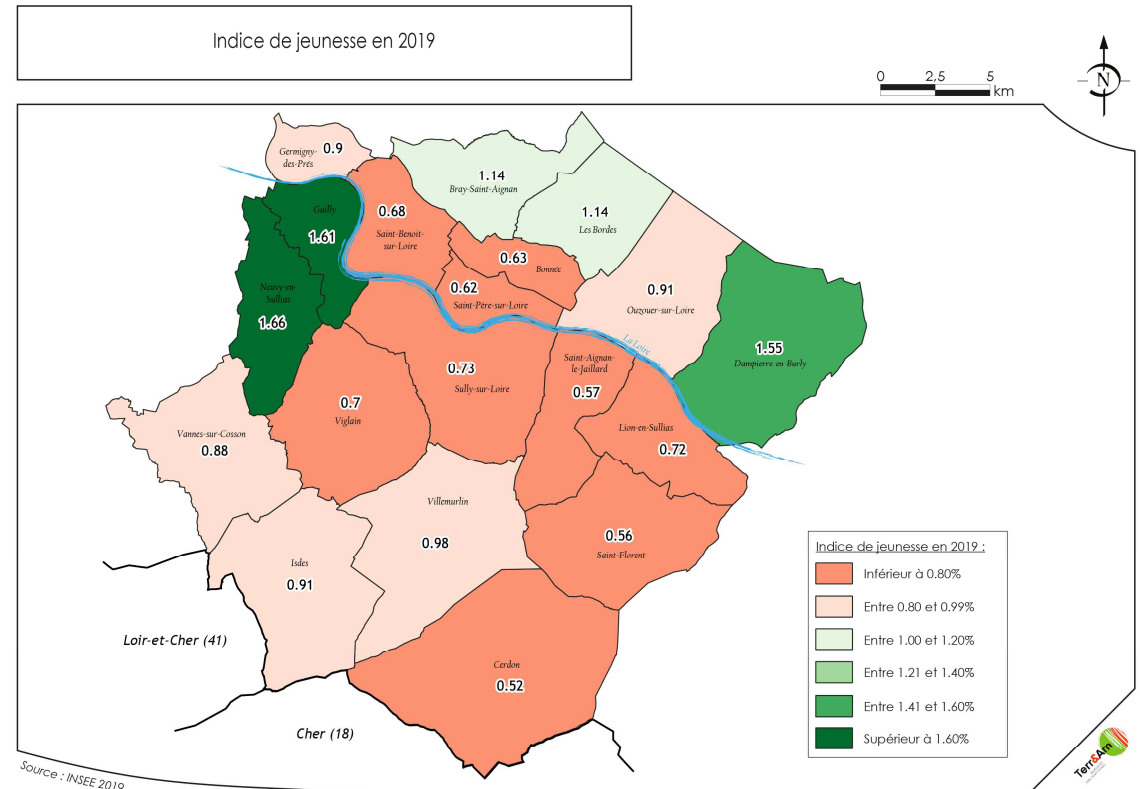 Indice de jeunesse en 2019
0 2,5 5
km
N
Germigny-
des-Prés
0.9
1.14
Bray-Saint-Aignan
1.14
Les Bordes
Guilly
1.61
0.68
Saint-Benoit-
sur-Loire
0.63
Bonnée
0.62
Saint-Père-sur-Loire
0.91
Ouzouer-sur-Loire
Neuvy-en-
Sullias
1.66
La Loire
1.55
Dampierre en Burly
0.73
Sully-sur-Loire
Saint-Aignan-
le-Jaillard
0.57
0.7
Viglain
Lion-en-Sullias
0.72
Vannes-sur-Cosson
0.88
Villemurlin
0.98
0.56
Saint-Florent
Isdes
0.91
Loir-et-Cher (41)
Cerdon
0.52
Cher (18)
Indice de jeunesse en 2019 :
Inférieur à 0.80%
Entre 0.80 et 0.99%
Entre 1.00 et 1.20%
Entre 1.21 et 1.40%
Entre 1.41 et 1.60%
Supérieur à 1.60%
Source : INSEE 2019
Terr&Am